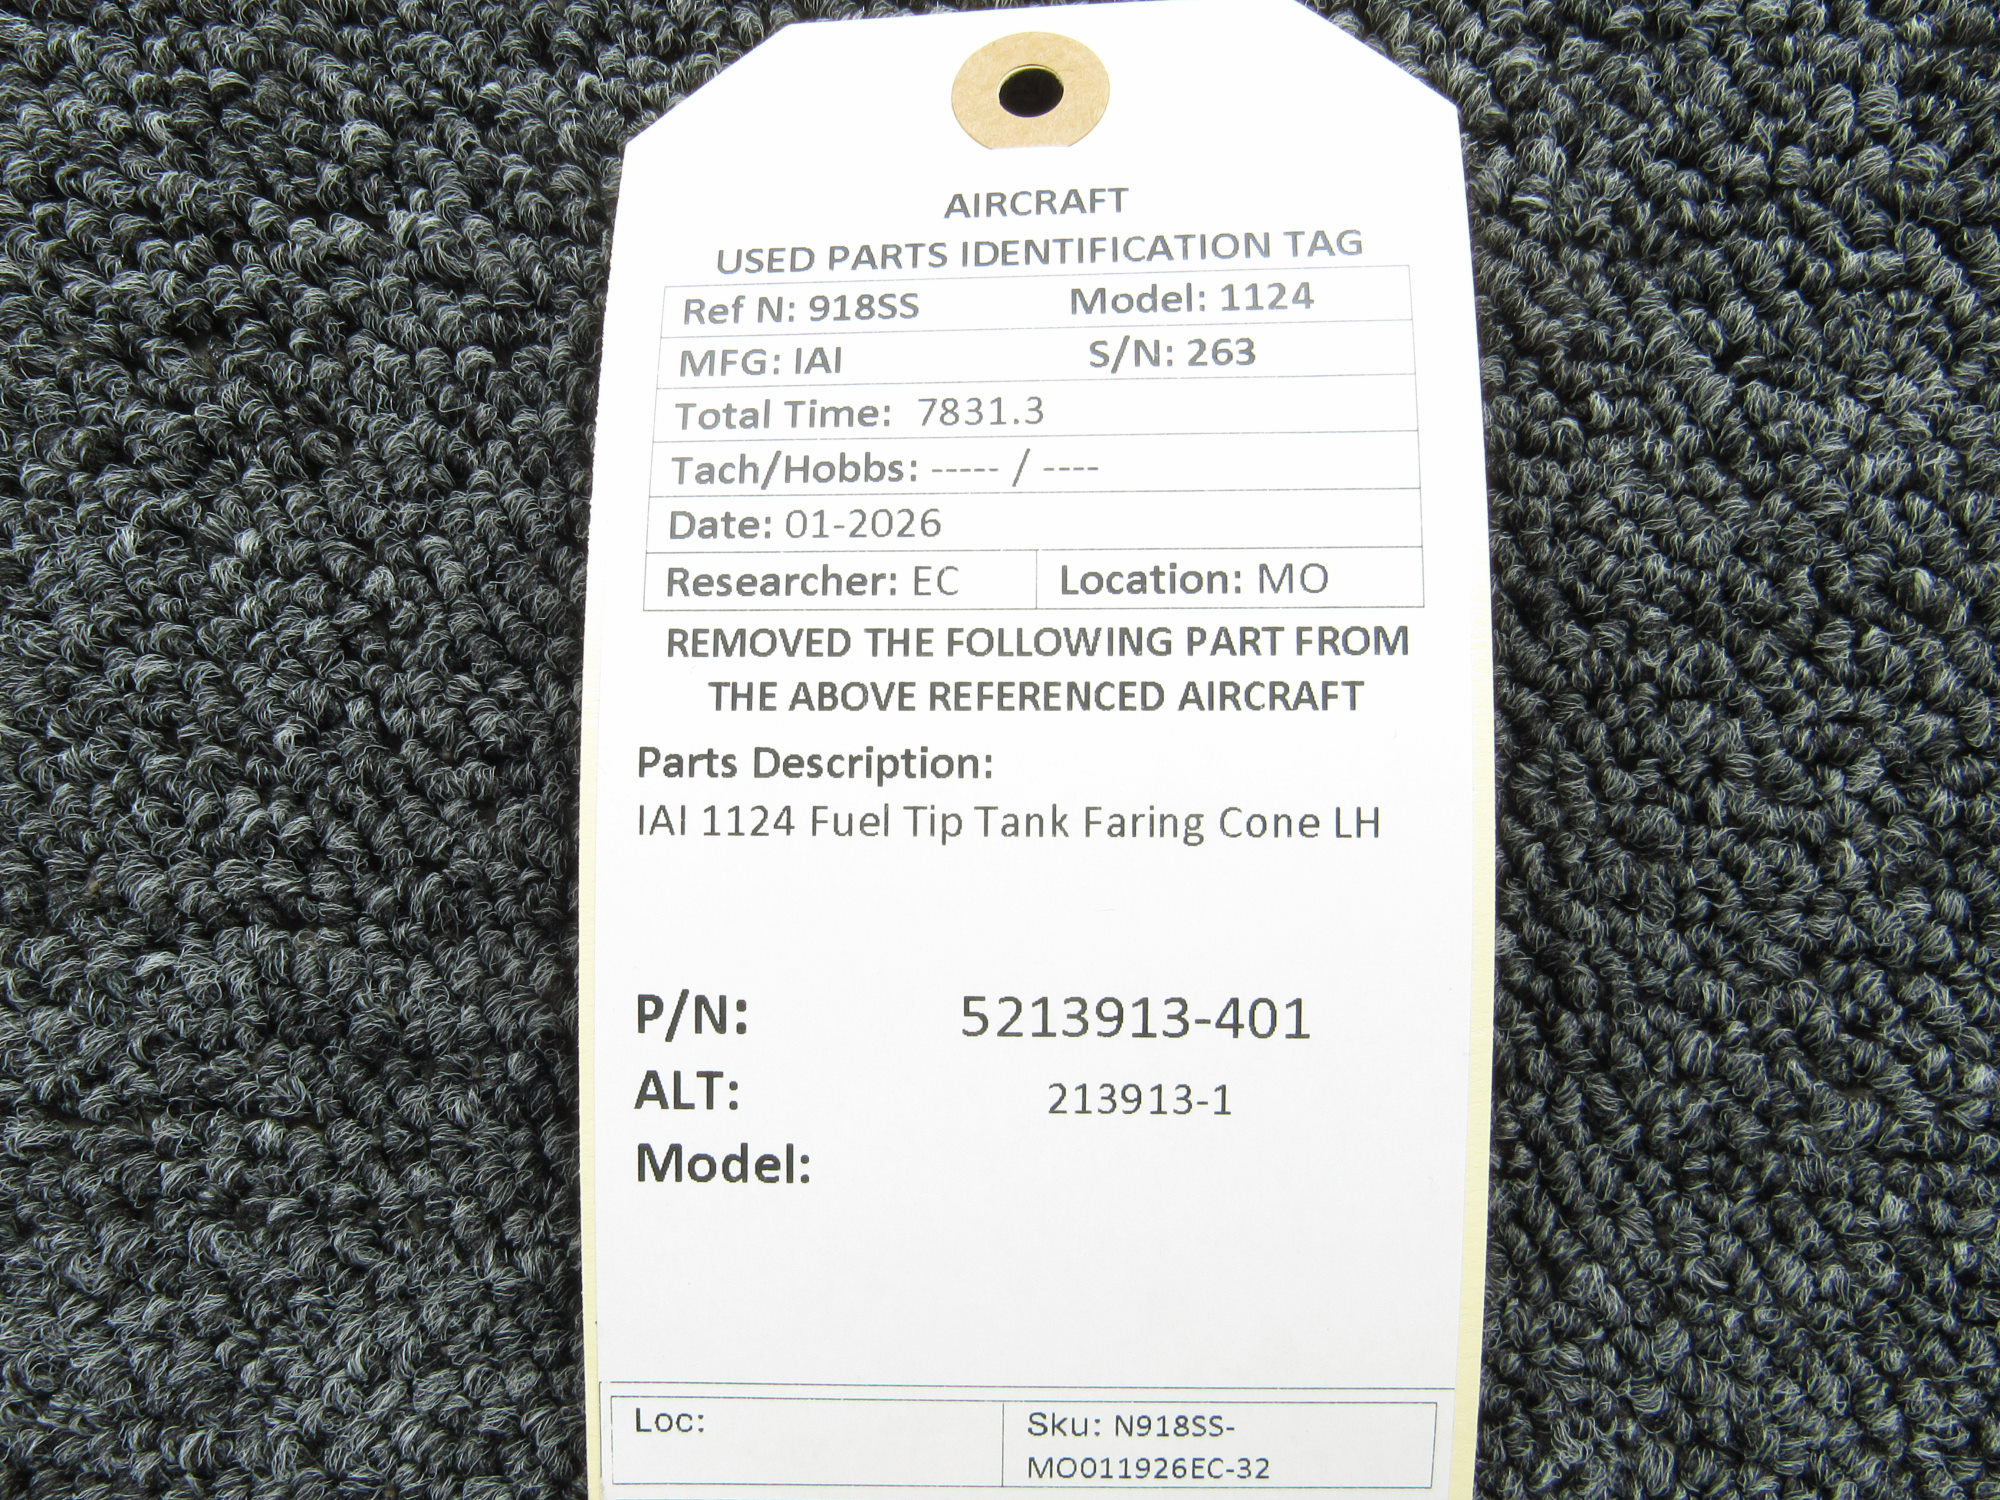 AIRCRAFT
USED PARTS IDENTIFICATION TAG
Ref N: 918SS Model: 1124
MFG: IAI S/N: 263
Total Time: 7831.3
Tach/Hobbs: ----- / ----
Date: 01-2026
Researcher: EC Location: MO
REMOVED THE FOLLOWING PART FROM
THE ABOVE REFERENCED AIRCRAFT
Parts Description:
IAI 1124 Fuel Tip Tank Faring Cone LH
P/N: 5213913-401
ALT: 213913-1
Model:
Loc: Sku: N918SS-
MO011926EC-32